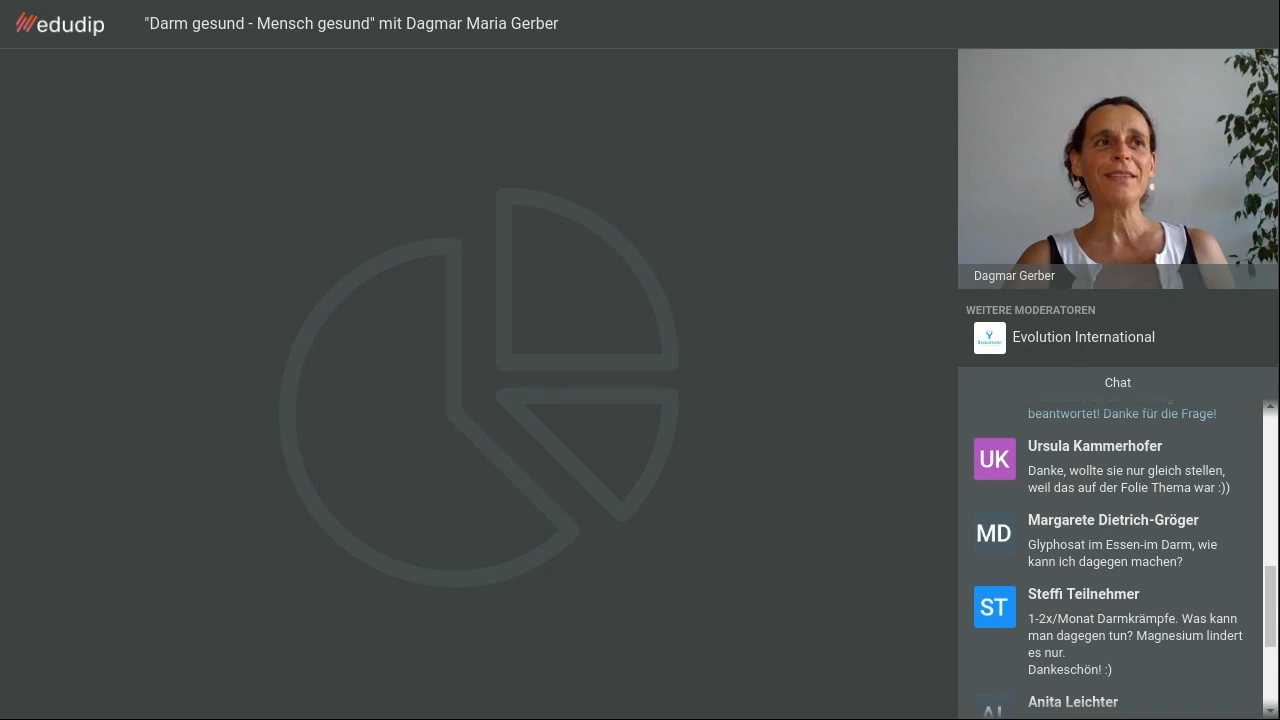 edudip
"Darm gesund - Mensch gesund" mit Dagmar Maria Gerber
Dagmar Gerber
WEITERE MODERATOREN
Evolution International
Chat
beantwortet! Danke für die Frage!
UK
Ursula Kammerhofer
Danke, wollte sie nur gleich stellen,
weil das auf der Folie Thema war :))
MD
Margarete Dietrich-Gröger
Glyphosat im Essen-im Darm, wie
kann ich dagegen machen?
ST
Steffi Teilnehmer
1-2x/Monat Darmkrämpfe. Was kann
man dagegen tun? Magnesium lindert
es nur.
Dankeschön! :)
AL
Anita Leichter